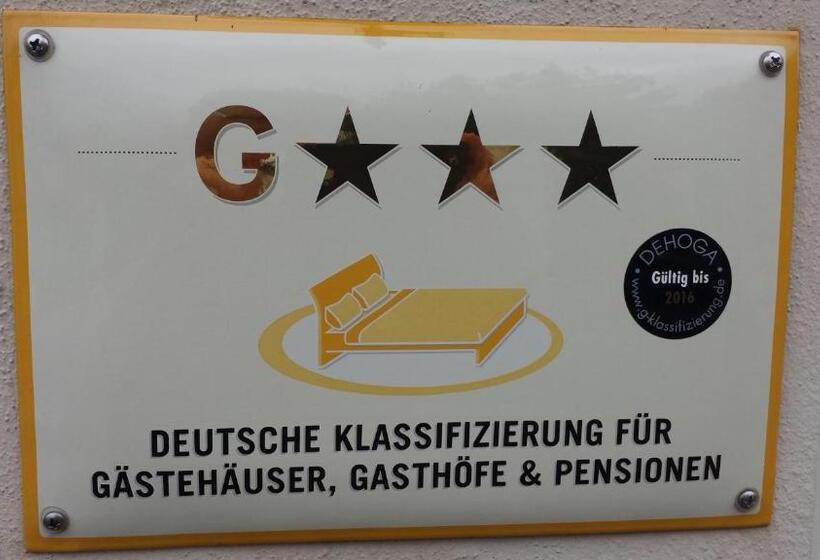 G★★★
DEHOGA
Gültig bis
2016
www.g-klassifizierung.de
DEUTSCHE KLASSIFIZIERUNG FÜR
GÄSTEHÄUSER, GASTHÖFE & PENSIONEN